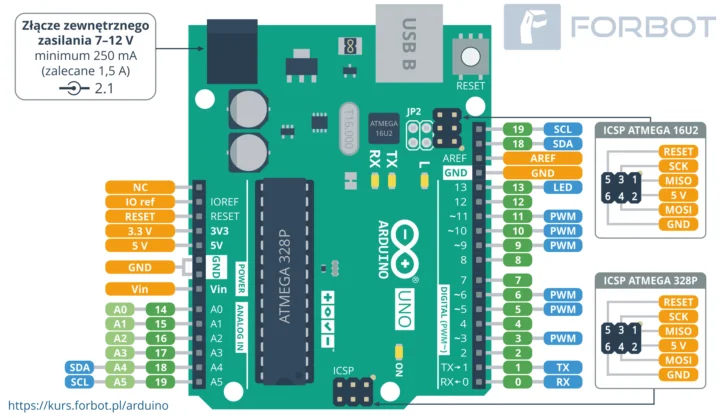 Złącze zewnętrznego
zasilania 7–12 V
minimum 250 mA
(zalecane 1,5 A)
2.1
USB B
FORBOT
RESET
T16.000
ATMEGA
16U2
JP2
RX
TX
L
AREF
GND
13
12
~11
~10
~9
8
7
~6
~5
4
~3
2
TX→1
RX←0
DIGITAL (PWM~)
19 SCL
18 SDA
AREF
GND
13 LED
12
11 PWM
10 PWM
9 PWM
8
7
6 PWM
5 PWM
4
3 PWM
2
1 TX
0 RX
NC
IO ref
RESET
3.3 V
5 V
GND
Vin
A0 14
A1 15
A2 16
A3 17
SDA A4 18
SCL A5 19
IOREF
RESET
3V3
5V
GND
Vin
A0
A1
A2
A3
A4
A5
POWER
ANALOG IN
ATMEGA 328P
ARDUINO
®
UNO
ON
ICSP
ICSP ATMEGA 16U2
5 3 1
6 4 2
RESET
SCK
MISO
5 V
MOSI
GND
ICSP ATMEGA 328P
5 3 1
6 4 2
RESET
SCK
MISO
5 V
MOSI
GND
https://kurs.forbot.pl/arduino